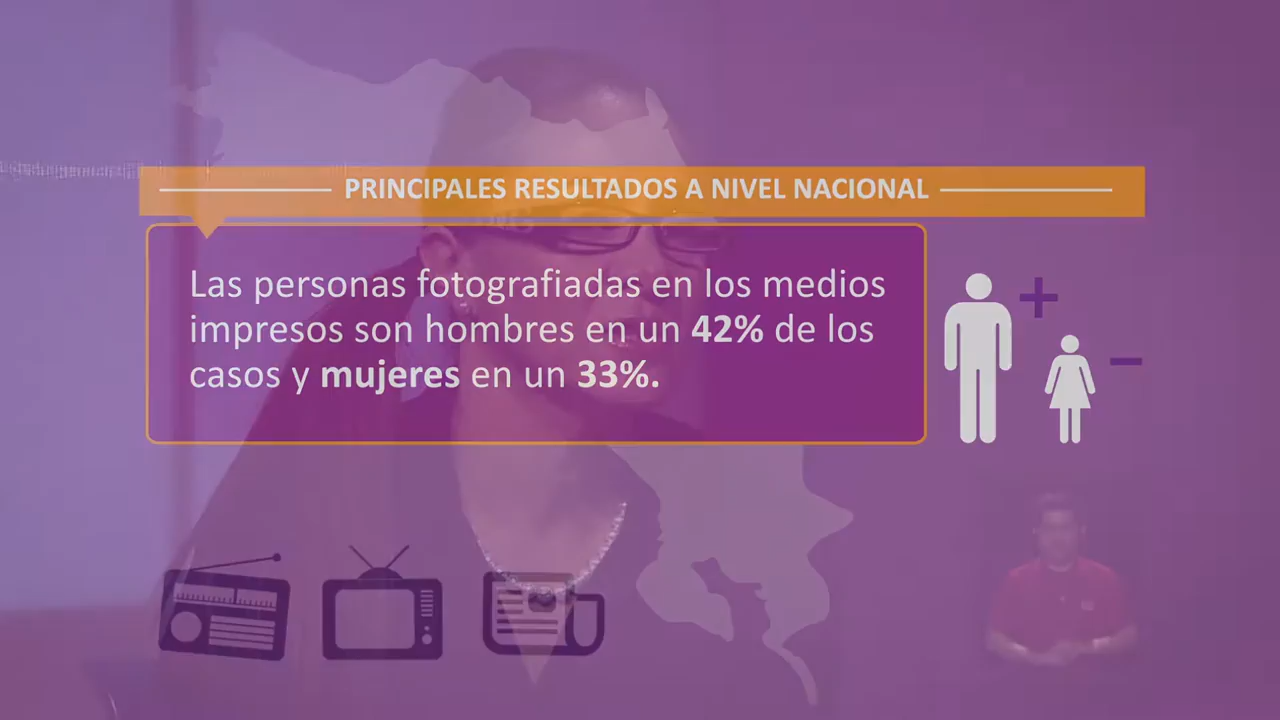 PRINCIPALES RESULTADOS A NIVEL NACIONAL
Las personas fotografiadas en los medios
impresos son hombres en un 42% de los
casos y mujeres en un 33%.